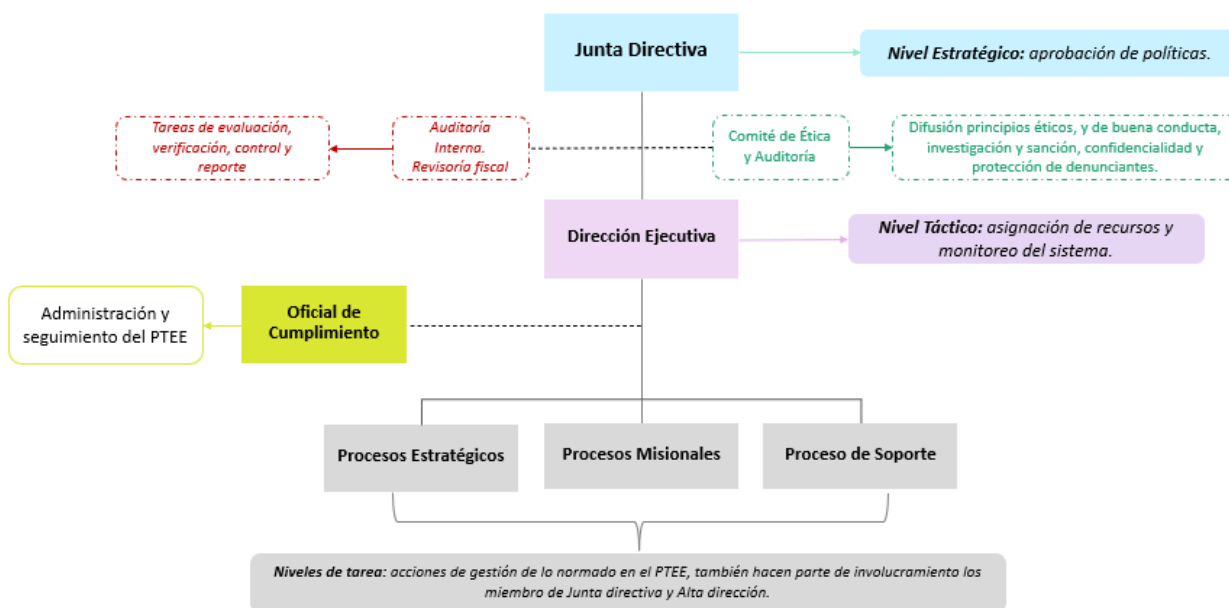 Junta Directiva
Nivel Estratégico: aprobación de políticas.
Tareas de evaluación,
verificación, control y
reporte
Auditoría
Interna.
Revisoría fiscal
Comité de Ética
y Auditoría
Difusión principios éticos, y de buena conducta,
investigación y sanción, confidencialidad y
protección de denunciantes.
Dirección Ejecutiva
Nivel Táctico: asignación de recursos y
monitoreo del sistema.
Administración y
seguimiento del PTEE
Oficial de
Cumplimiento
Procesos Estratégicos
Procesos Misionales
Proceso de Soporte
Niveles de tarea: acciones de gestión de lo normado en el PTEE, también hacen parte de involucramiento los
miembro de Junta directiva y Alta dirección.